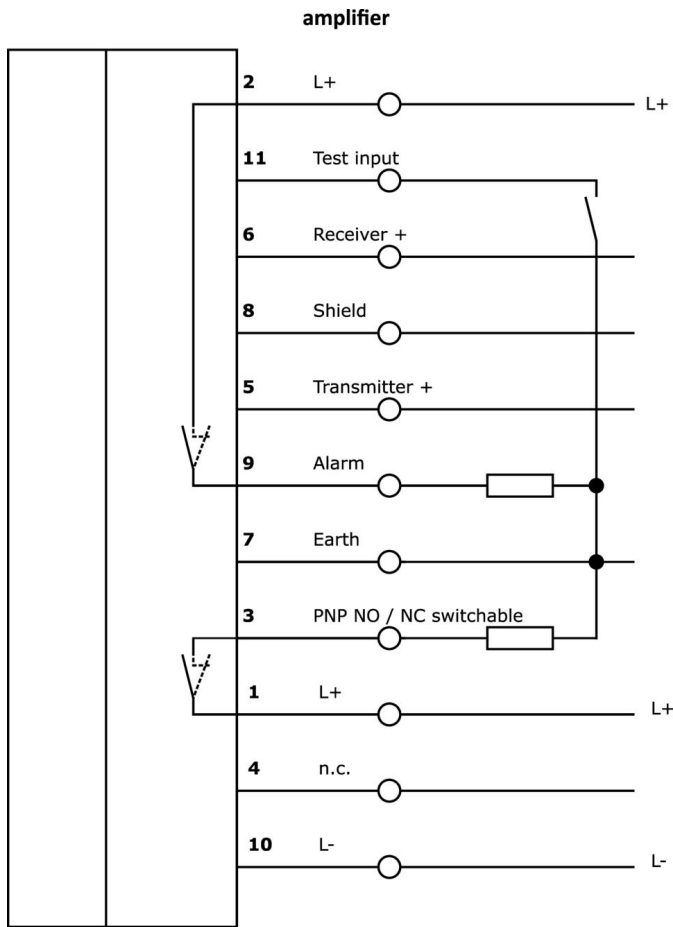 amplifier
2 L+ L+
11 Test input
6 Receiver +
8 Shield
5 Transmitter +
9 Alarm
7 Earth
3 PNP NO / NC switchable
1 L+ L+
4 n.c.
10 L- L-